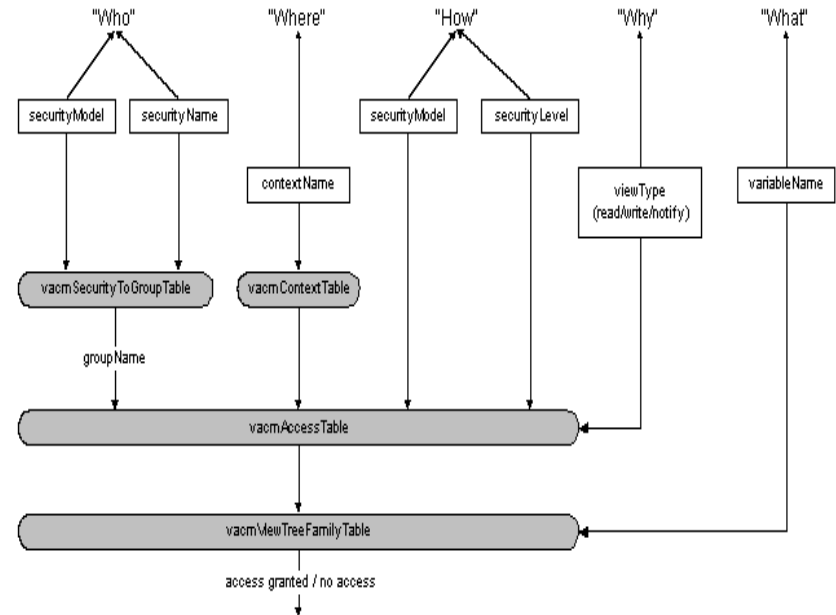 "Who"
"Where"
"How"
"Why"
"What"
securityModel
securityName
securityModel
securityLevel
contextName
viewType
(read/write/notify)
variableName
vacmSecurityToGroupTable
vacmContextTable
groupName
vacmAccessTable
vacmViewTreeFamilyTable
access granted / no access